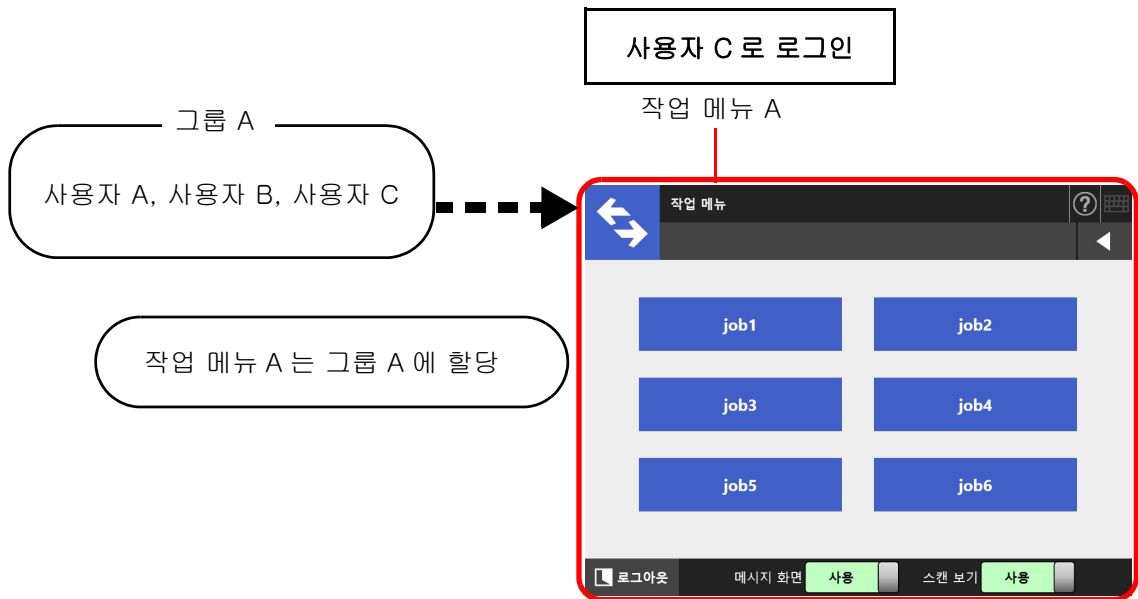 사용자 C 로 로그인
작업 메뉴 A
그룹 A
사용자 A, 사용자 B, 사용자 C
작업 메뉴 A 는 그룹 A 에 할당
작업 메뉴
?
job1 job2
job3 job4
job5 job6
로그아웃 메시지 화면 사용 스캔 보기 사용